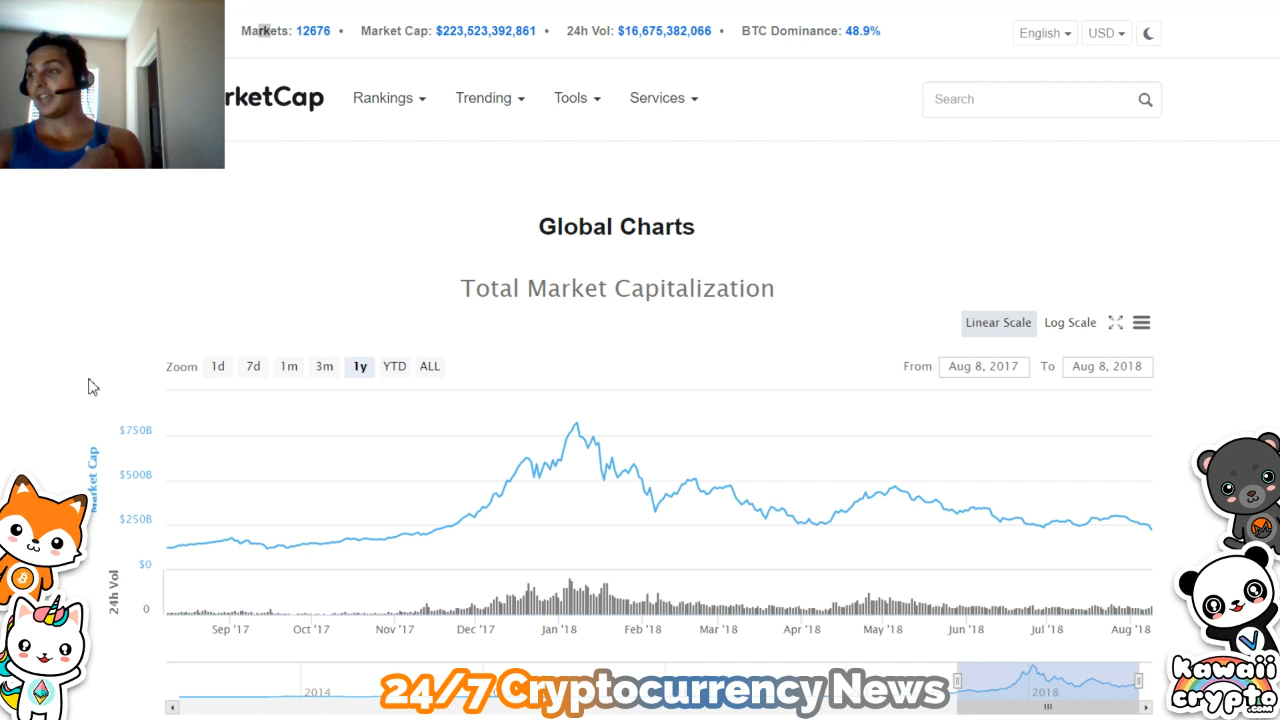 Markets: 12676 • Market Cap: $223,523,392,861 • 24h Vol: $16,675,382,066 • BTC Dominance: 48.9%
English USD
rketCap Rankings Trending Tools Services Search
Global Charts
Total Market Capitalization
Linear Scale Log Scale
Zoom 1d 7d 1m 3m 1y YTD ALL From Aug 8, 2017 To Aug 8, 2018
$750B
$500B
$250B
$0
Market Cap
24h Vol
0
Sep '17 Oct '17 Nov '17 Dec '17 Jan '18 Feb '18 Mar '18 Apr '18 May '18 Jun '18 Jul '18 Aug '18
2014 2018
24/7 Cryptocurrency News
kawaii
crypto
.com